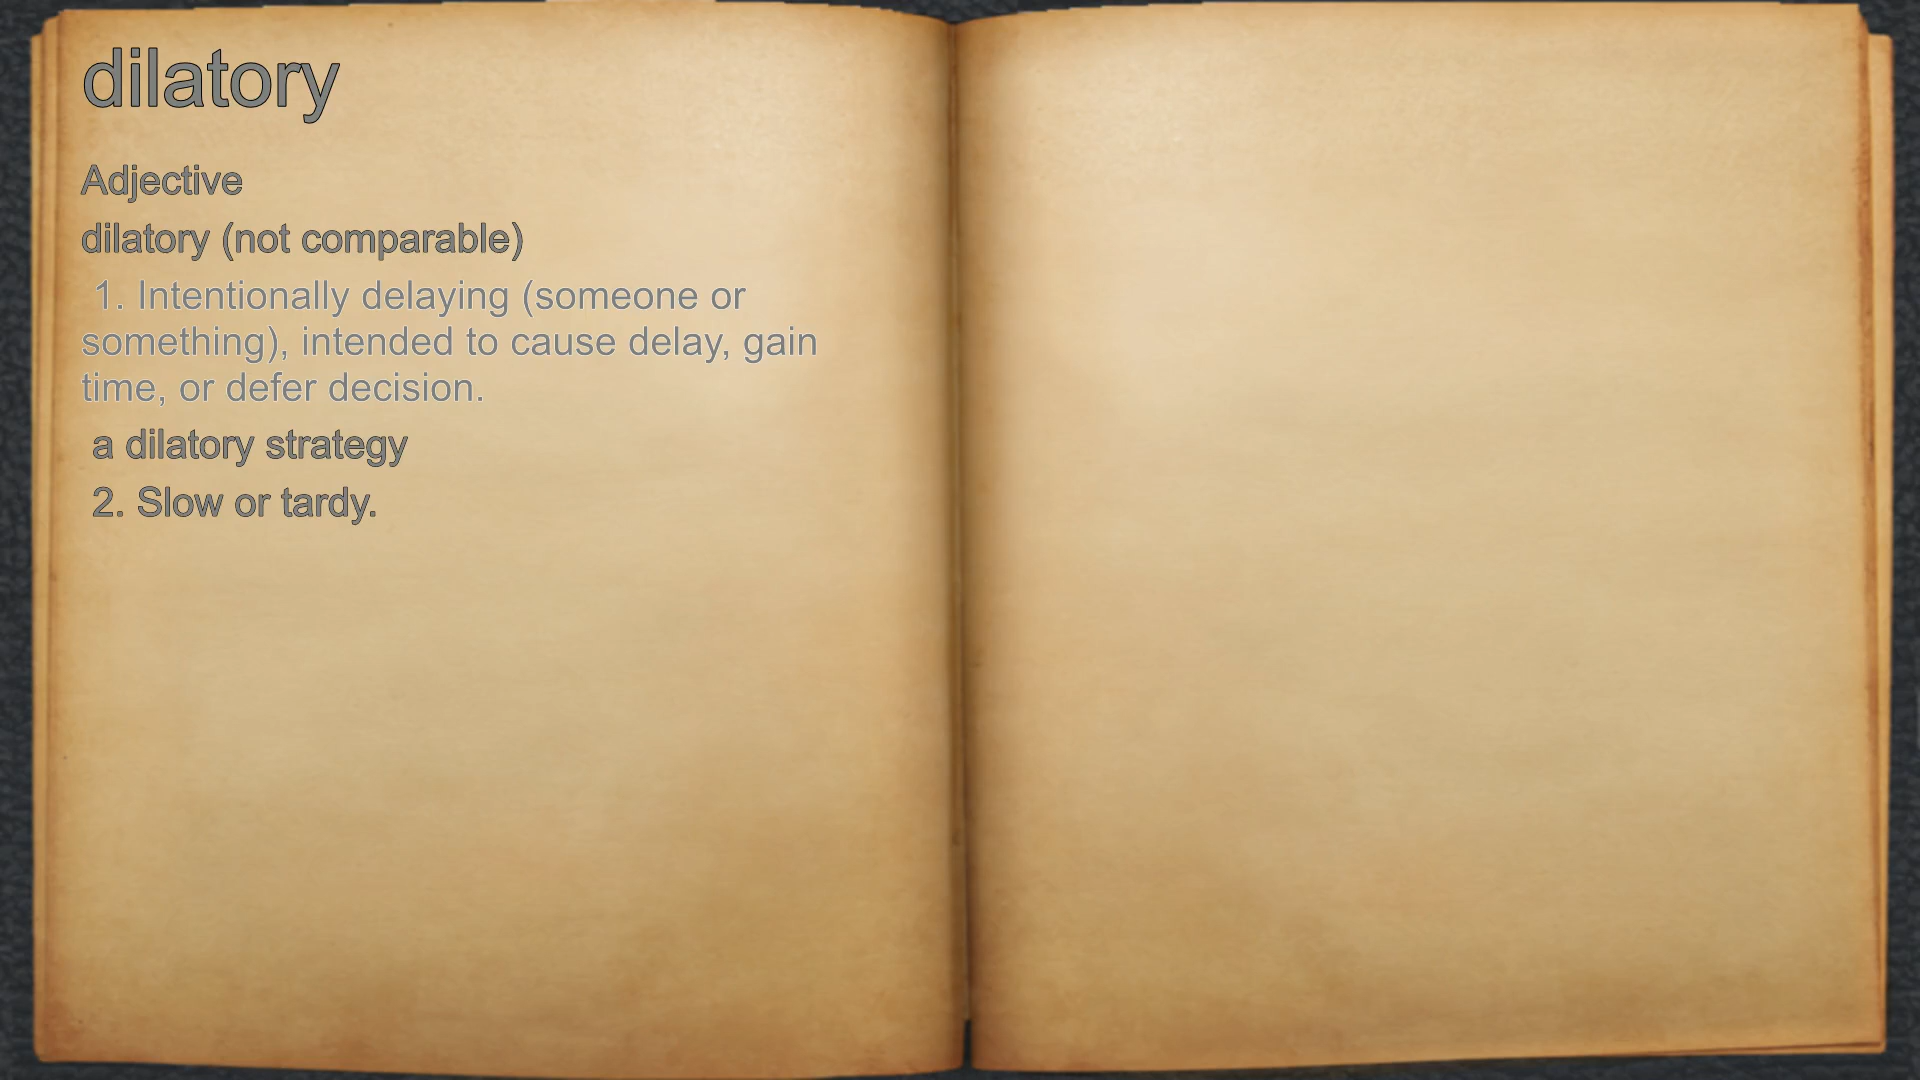 dilatory
Adjective
dilatory (not comparable)
1. Intentionally delaying (someone or
something), intended to cause delay, gain
time, or defer decision.
a dilatory strategy
2. Slow or tardy.